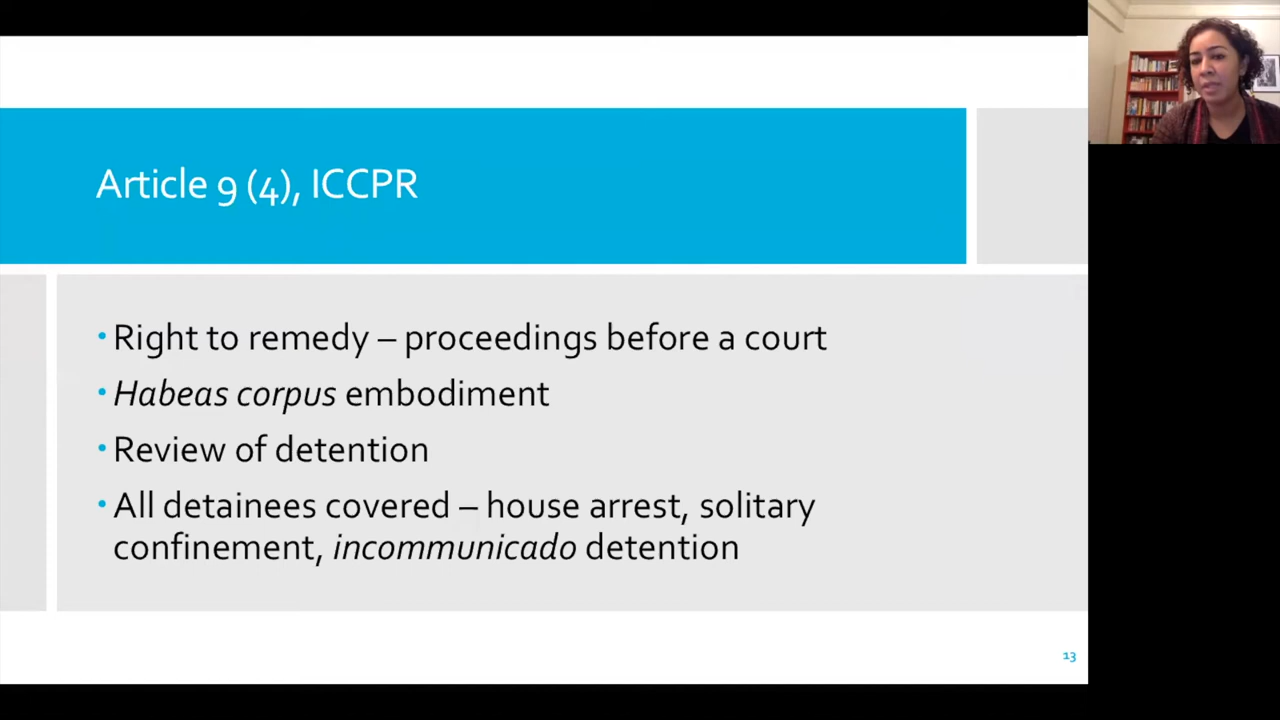 Article 9 (4), ICCPR
• Right to remedy – proceedings before a court
• Habeas corpus embodiment
• Review of detention
• All detainees covered – house arrest, solitary
confinement, incommunicado detention
13